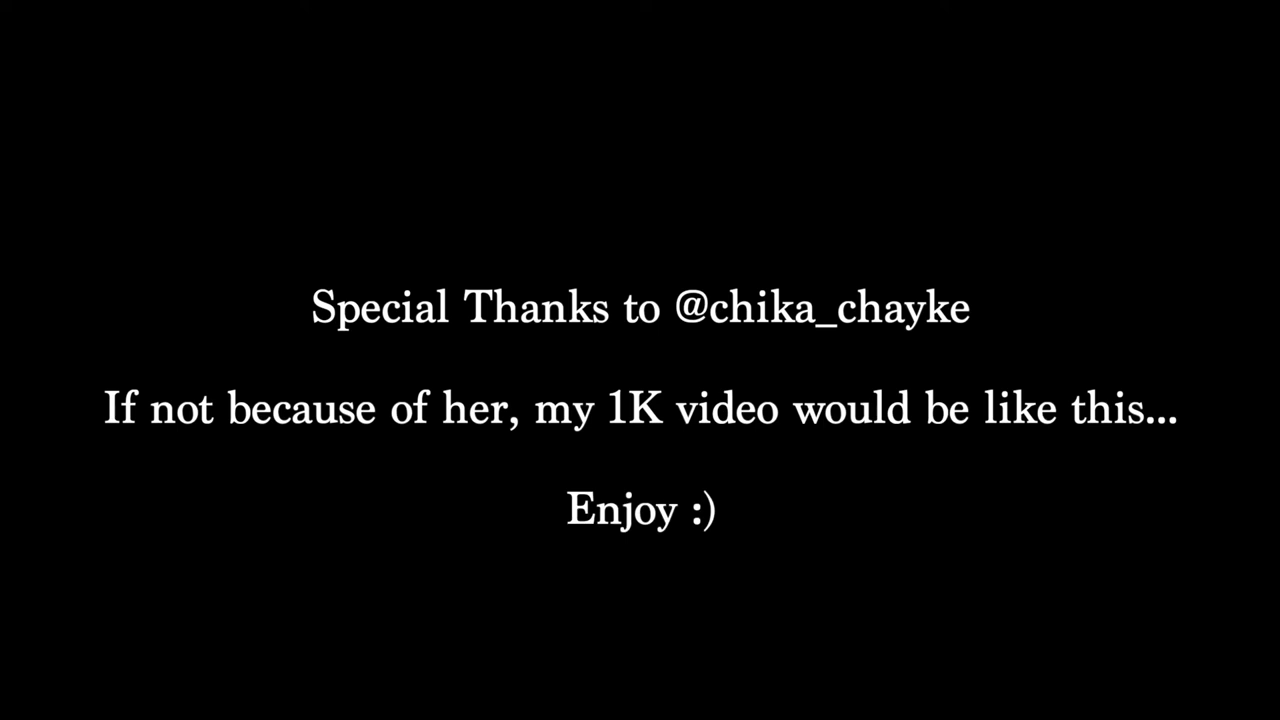 Special Thanks to @chika_chayke
If not because of her, my 1K video would be like this...
Enjoy :)